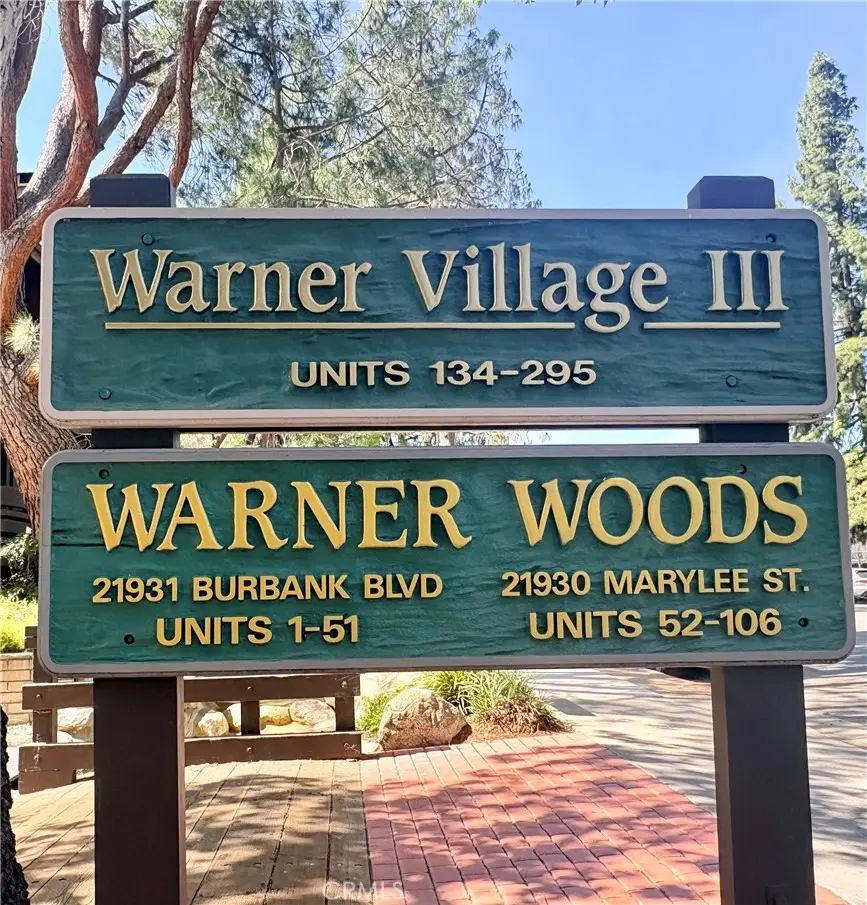 Warner Village III
UNITS 134-295
WARNER WOODS
21931 BURBANK BLVD
UNITS 1-51
21930 MARYLEE ST.
UNITS 52-106
CRMLS